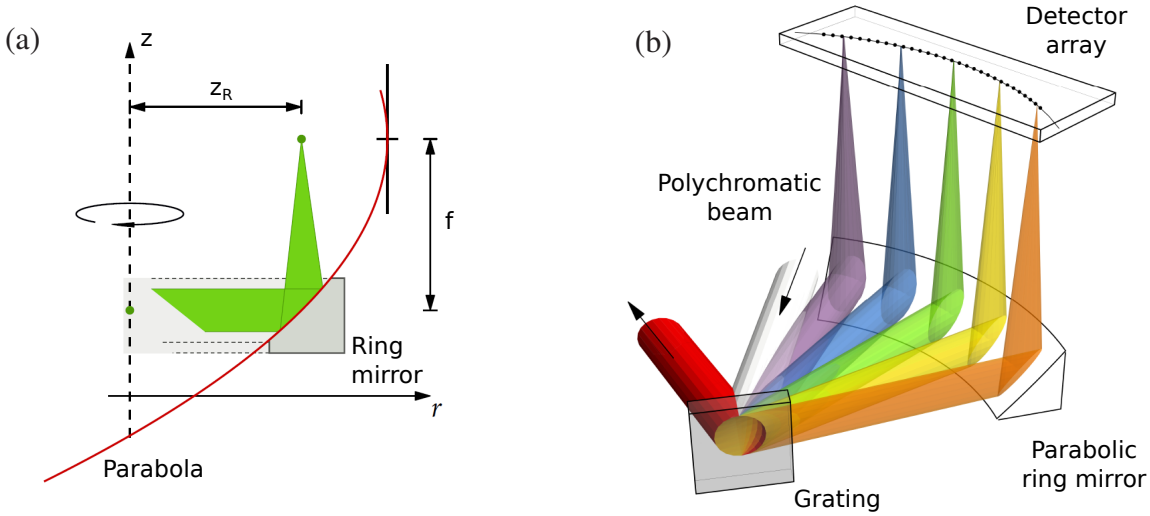 (a)
z
z_R
f
Ring
mirror
r
Parabola
(b)
Detector
array
Polychromatic
beam
Parabolic
ring mirror
Grating